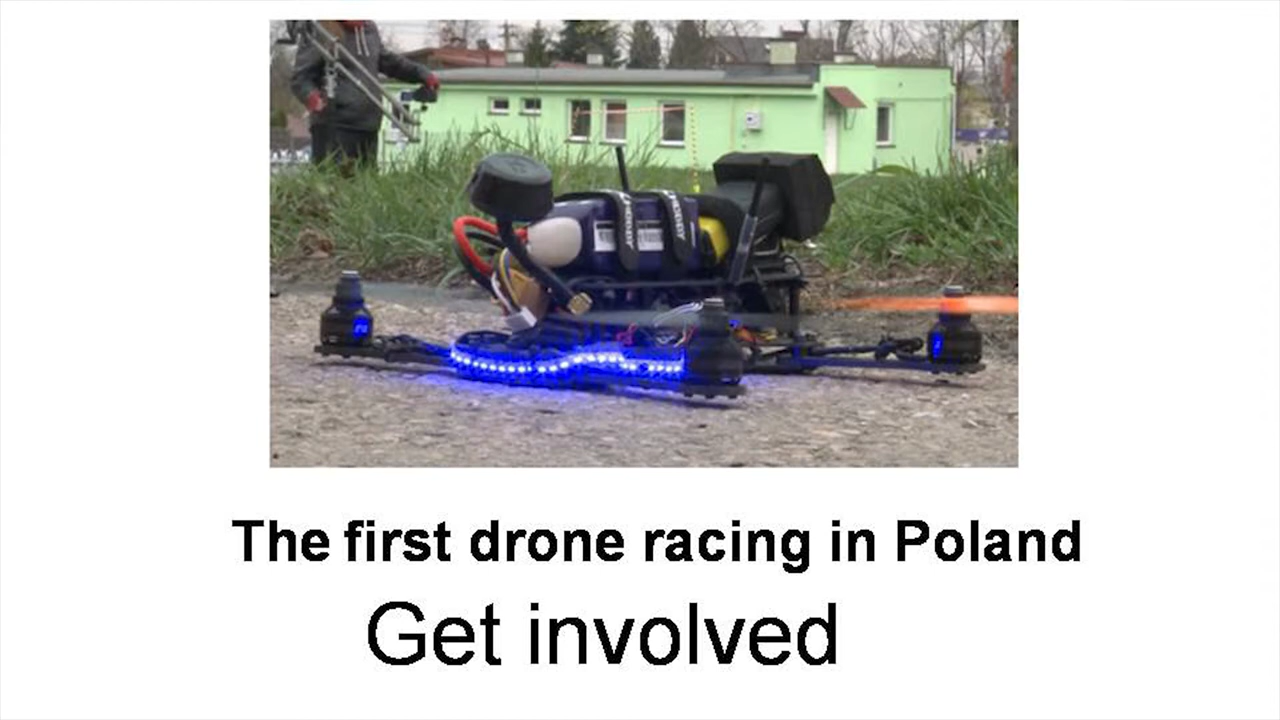 The first drone racing in Poland
Get involved